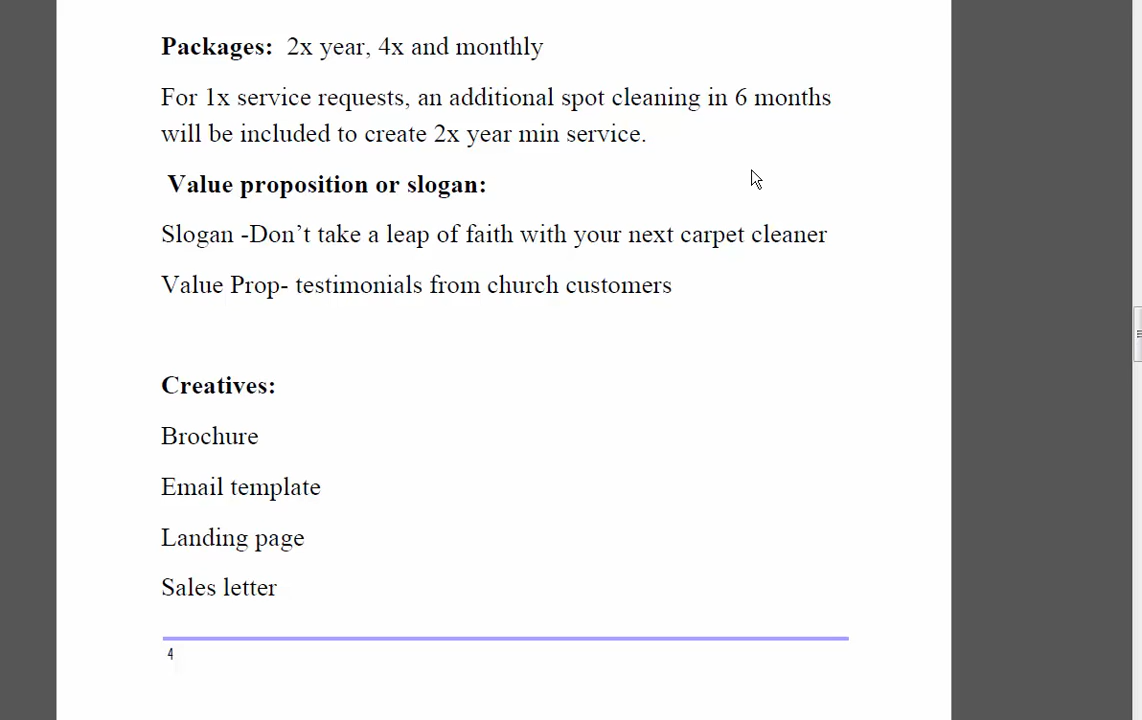 Packages: 2x year, 4x and monthly
For 1x service requests, an additional spot cleaning in 6 months
will be included to create 2x year min service.
Value proposition or slogan:
Slogan -Don’t take a leap of faith with your next carpet cleaner
Value Prop- testimonials from church customers
Creatives:
Brochure
Email template
Landing page
Sales letter
4